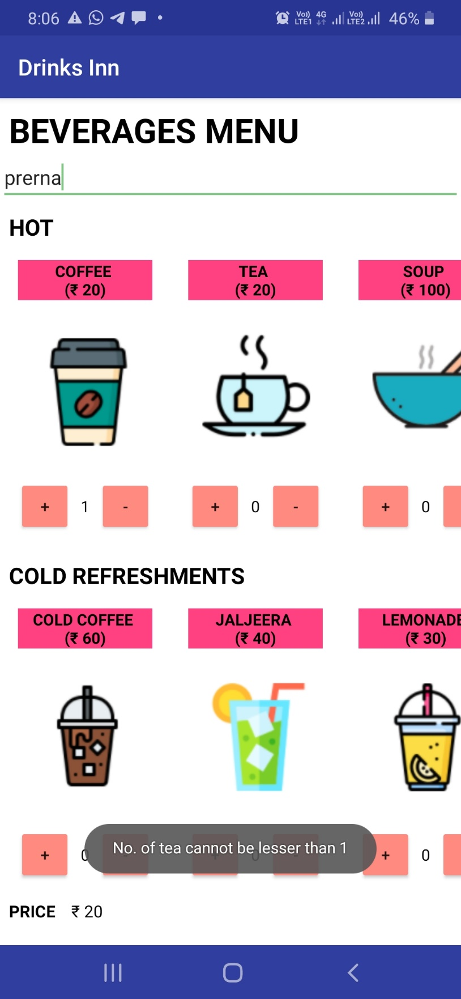 8:06
Vo)) 4G Vo)) 46%
LTE1 LTE2
Drinks Inn
BEVERAGES MENU
prerna
HOT
COFFEE TEA SOUP
(₹ 20) (₹ 20) (₹ 100)
+ 1 - + 0 - + 0
COLD REFRESHMENTS
COLD COFFEE JALJEERA LEMONADE
(₹ 60) (₹ 40) (₹ 30)
+ 0 - + 0 - + 0
No. of tea cannot be lesser than 1
PRICE ₹ 20